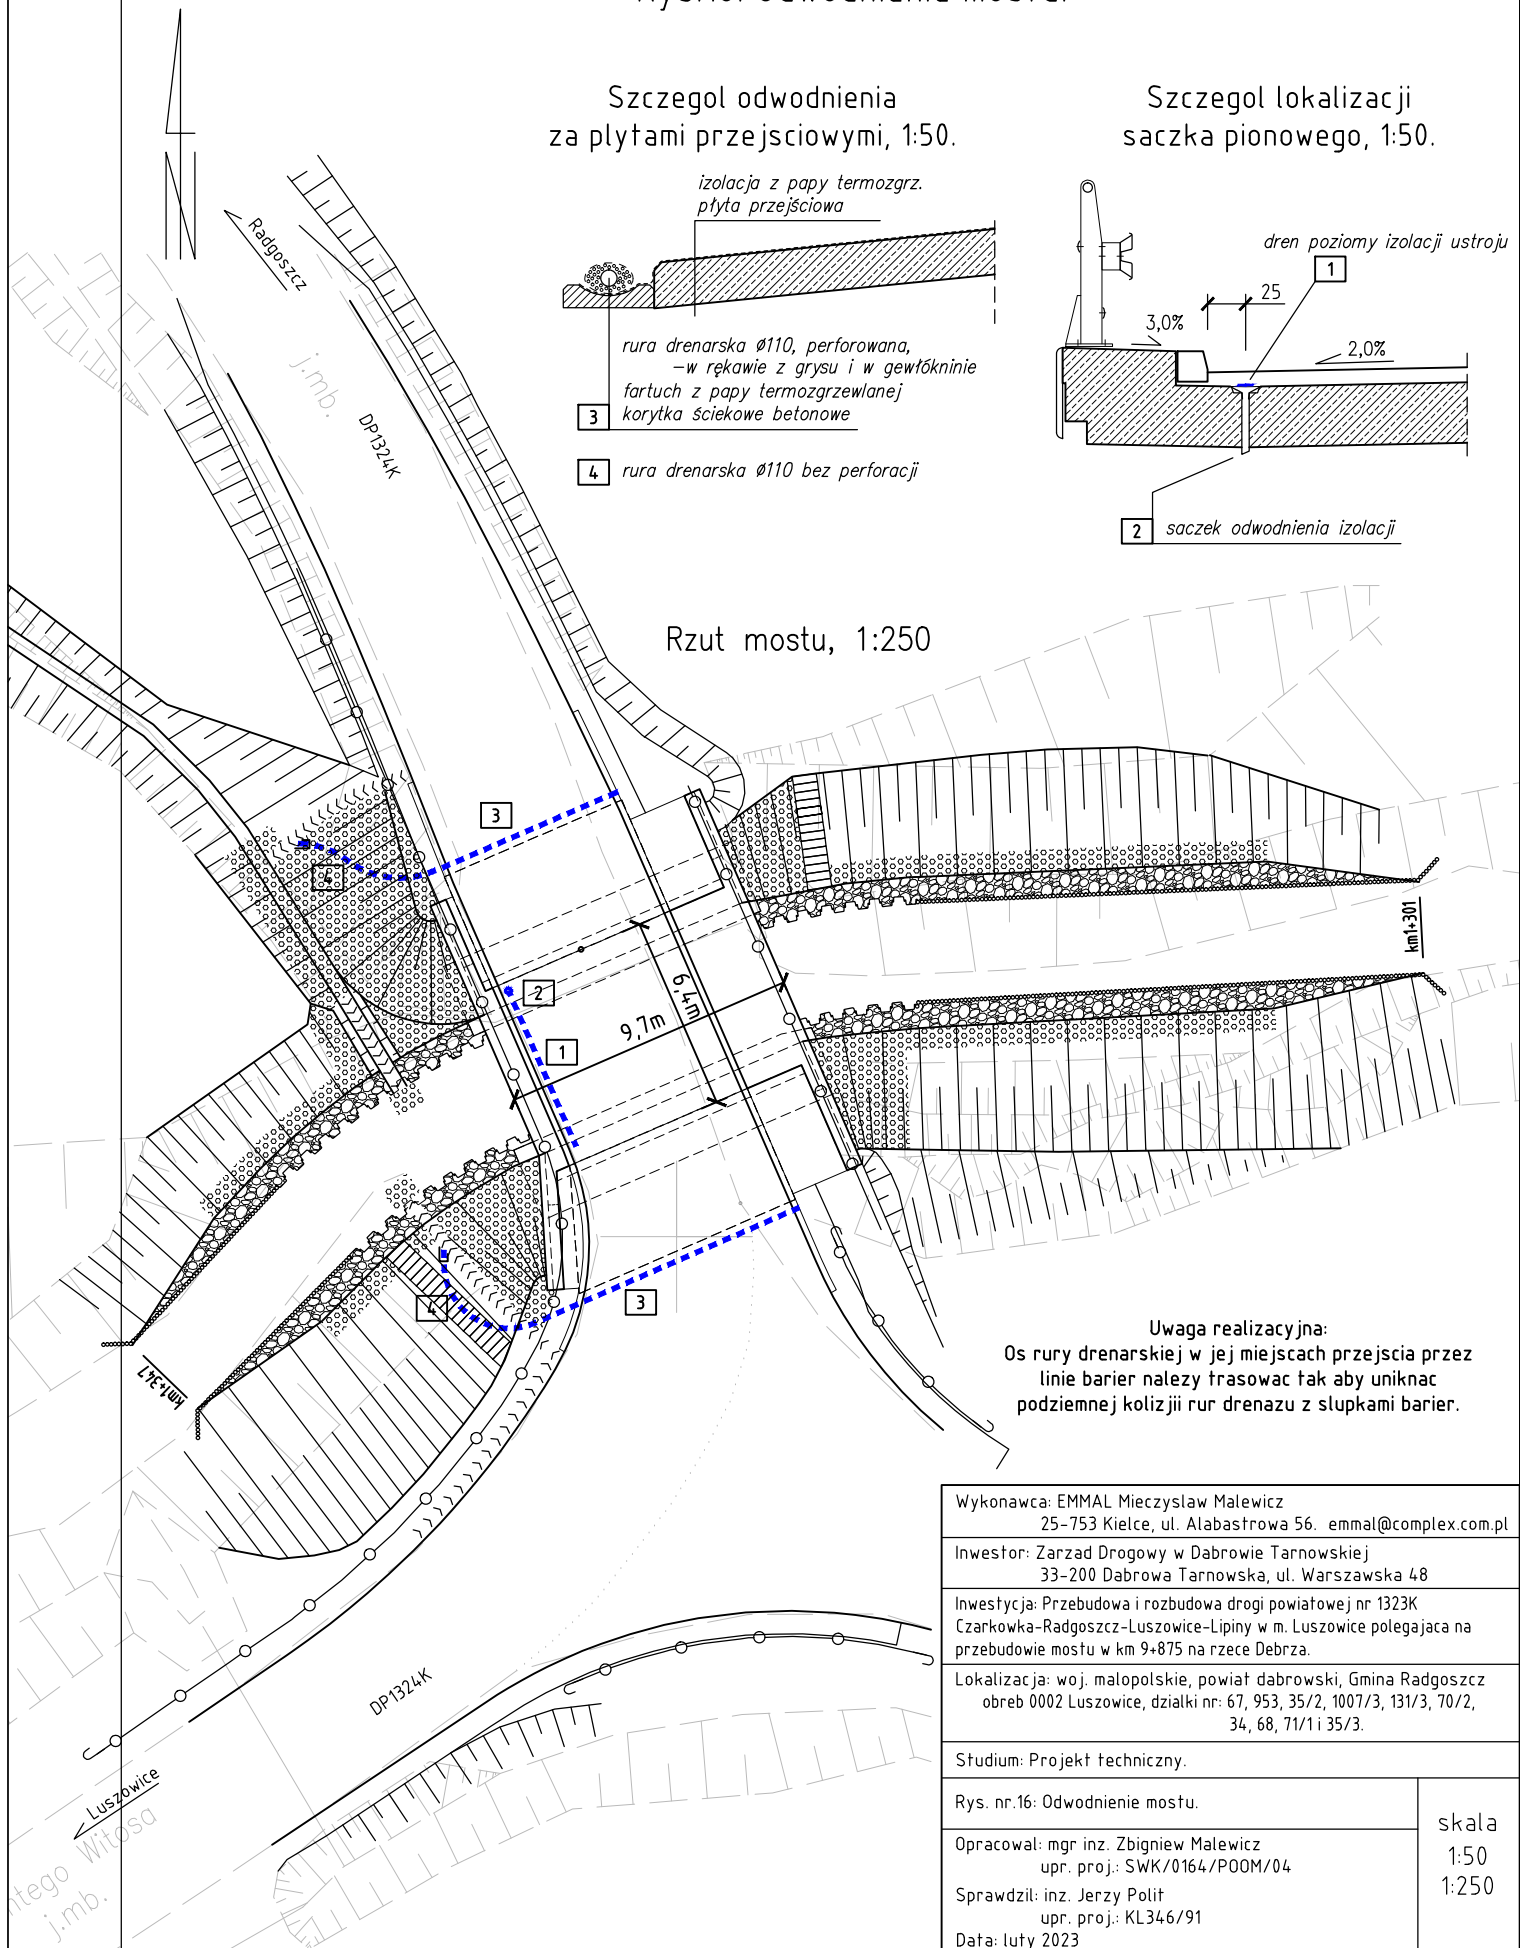 Szczegol odwodnienia
za plytami przejsciowymi, 1:50.
Szczegol lokalizacji
saczka pionowego, 1:50.
izolacja z papy termozgrz.
płyta przejściowa
rura drenarska ø110, perforowana,
-w rękawie z grysu i w gewłókninie
fartuch z papy termozgrzewlanej
3 korytka ściekowe betonowe
4 rura drenarska ø110 bez perforacji
dren poziomy izolacji ustroju
1
25
3,0%
2,0%
2 saczek odwodnienia izolacji
Radgoszcz
j.mb.
DP1324K
Rzut mostu, 1:250
3
4
2
1
9,7m
6,4m
3
4
km1+301
km1+347
Uwaga realizacyjna:
Os rury drenarskiej w jej miejscach przejscia przez
linie barier nalezy trasowac tak aby uniknac
podziemnej kolizjii rur drenazu z slupkami barier.
DP1324K
Luszowice
ntego Witosa
j.mb.
Wykonawca: EMMAL Mieczyslaw Malewicz
25-753 Kielce, ul. Alabastrowa 56. emmal@complex.com.pl
Inwestor: Zarzad Drogowy w Dabrowie Tarnowskiej
33-200 Dabrowa Tarnowska, ul. Warszawska 48
Inwestycja: Przebudowa i rozbudowa drogi powiatowej nr 1323K
Czarkowka-Radgoszcz-Luszowice-Lipiny w m. Luszowice polegajaca na
przebudowie mostu w km 9+875 na rzece Debrza.
Lokalizacja: woj. malopolskie, powiat dabrowski, Gmina Radgoszcz
obreb 0002 Luszowice, dzialki nr: 67, 953, 35/2, 1007/3, 131/3, 70/2,
34, 68, 71/1 i 35/3.
Studium: Projekt techniczny.
Rys. nr.16: Odwodnienie mostu.
Opracowal: mgr inz. Zbigniew Malewicz
upr. proj.: SWK/0164/POOM/04
Sprawdzil: inz. Jerzy Polit
upr. proj.: KL346/91
Data: luty 2023
skala
1:50
1:250